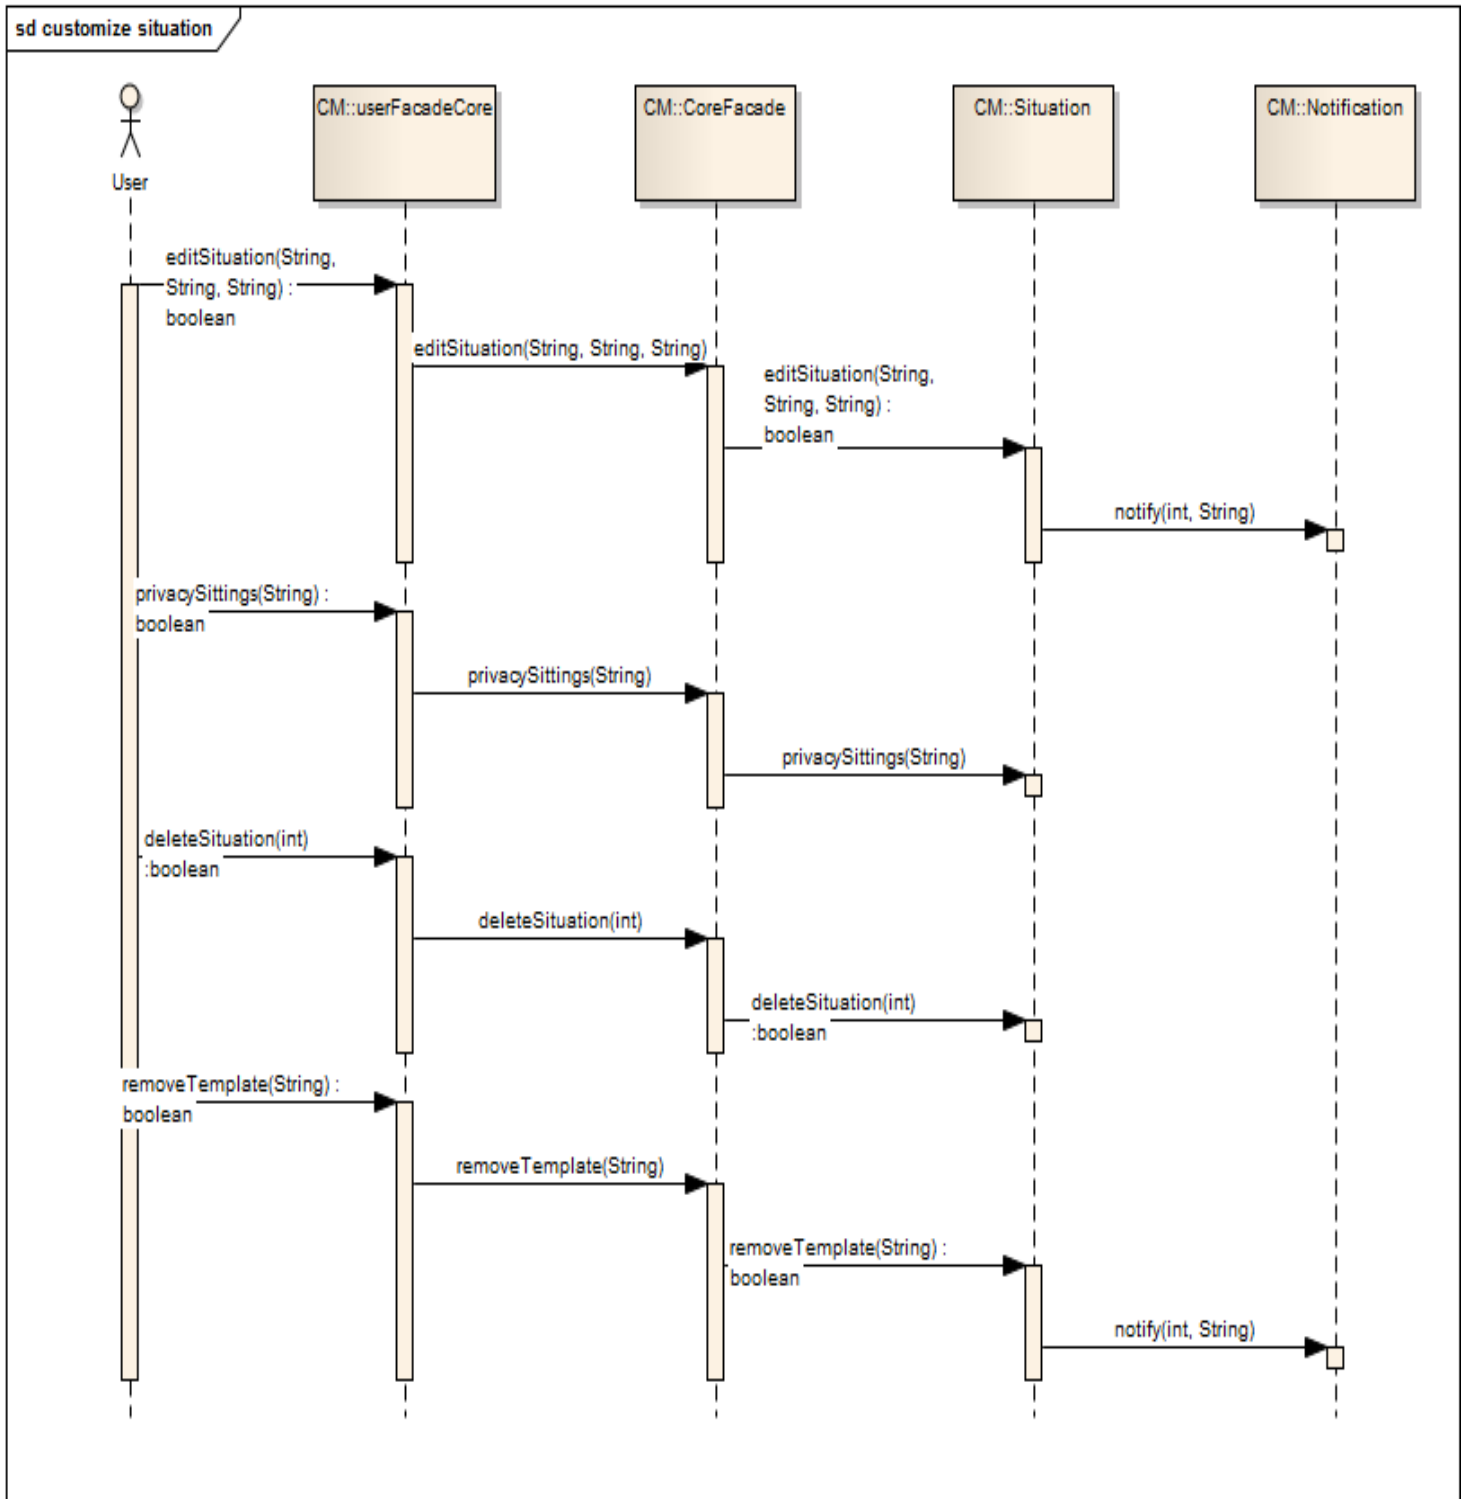 sd customize situation
CM::userFacadeCore
CM::CoreFacade
CM::Situation
CM::Notification
User
editSituation(String,
String, String) :
boolean
editSituation(String, String, String)
editSituation(String,
String, String) :
boolean
notify(int, String)
privacySittings(String) :
boolean
privacySittings(String)
privacySittings(String)
deleteSituation(int)
:boolean
deleteSituation(int)
deleteSituation(int)
:boolean
removeTemplate(String) :
boolean
removeTemplate(String)
removeTemplate(String) :
boolean
notify(int, String)